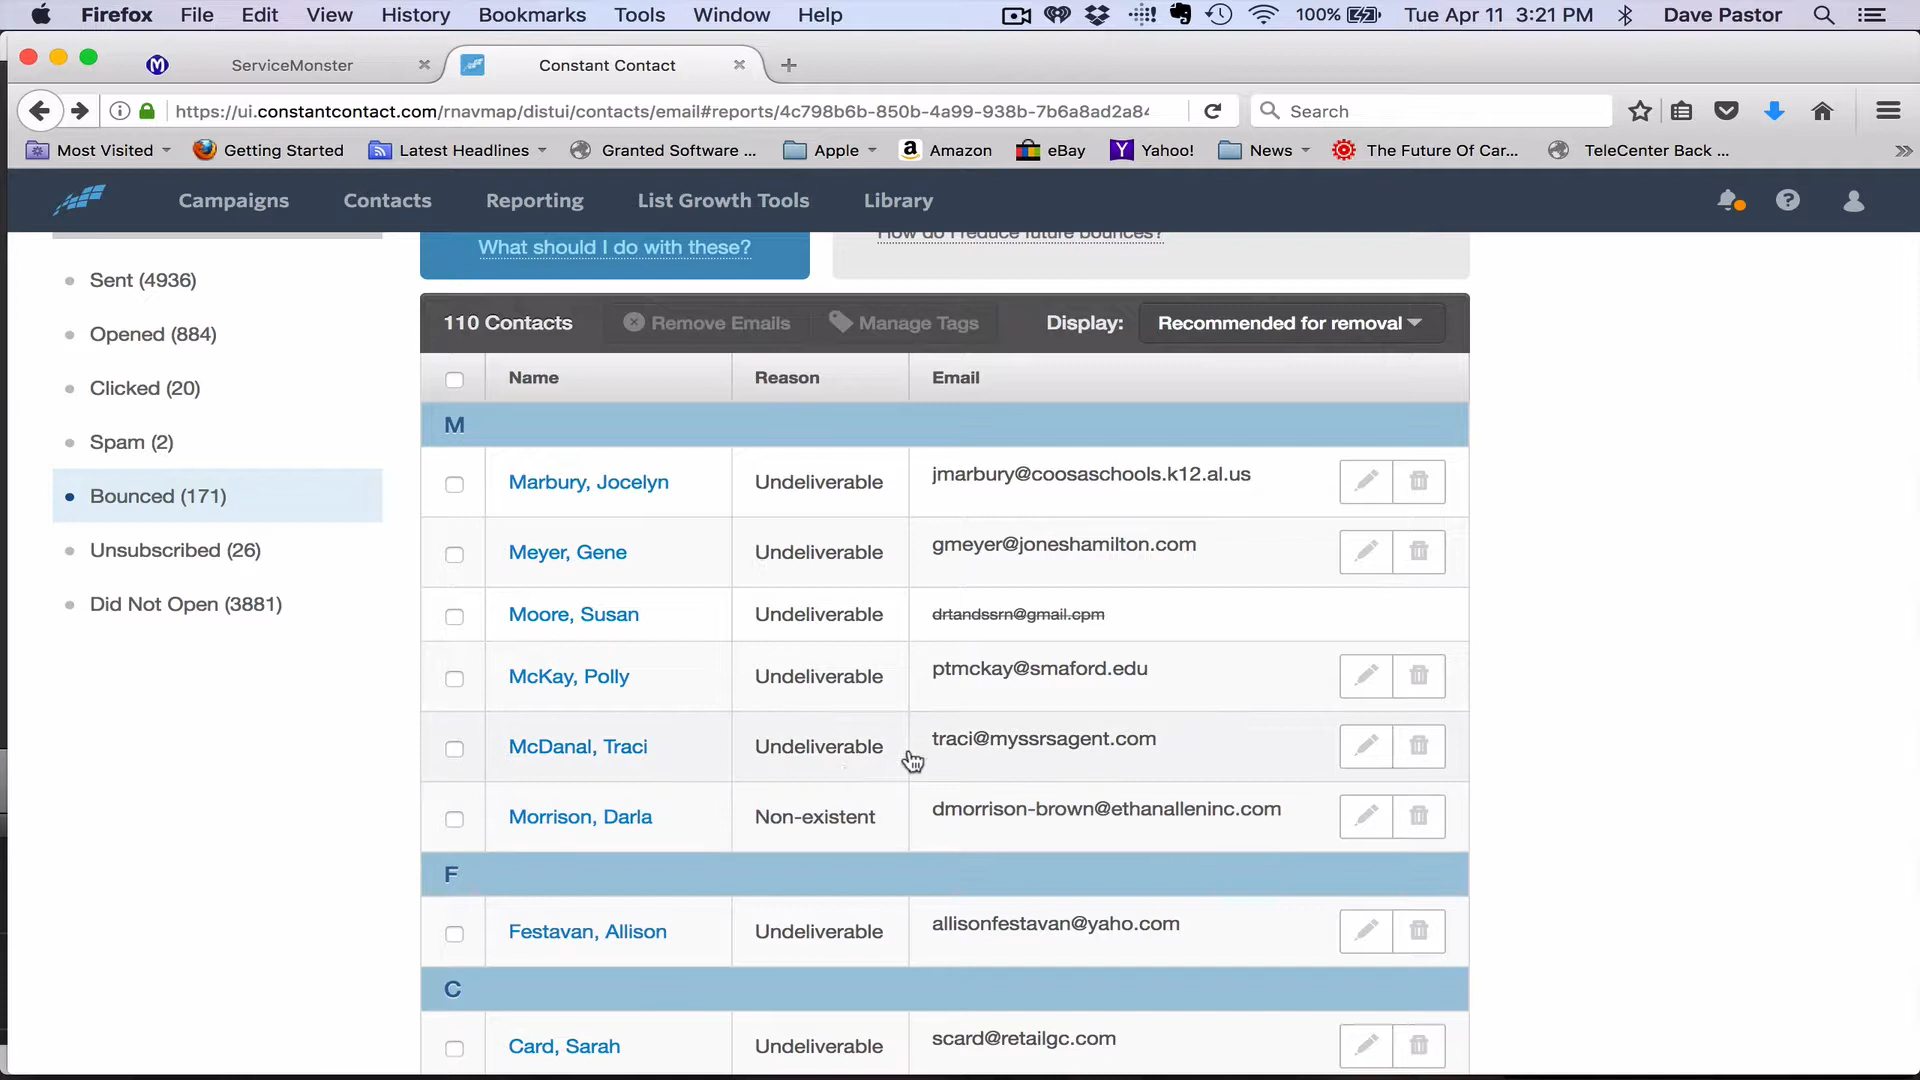 Firefox File Edit View History Bookmarks Tools Window Help 100% Tue Apr 11 3:21 PM Dave Pastor
M ServiceMonster Constant Contact
https://ui.constantcontact.com/rnavmap/distui/contacts/email#reports/4c798b6b-850b-4a99-938b-7b6a8ad2a84 Search
Most Visited Getting Started Latest Headlines Granted Software ... Apple a Amazon eBay Y Yahoo! News The Future Of Car... TeleCenter Back ...
Campaigns Contacts Reporting List Growth Tools Library
What should I do with these? How do I reduce future bounces?
Sent (4936)
Opened (884)
Clicked (20)
Spam (2)
Bounced (171)
Unsubscribed (26)
Did Not Open (3881)
110 Contacts Remove Emails Manage Tags Display: Recommended for removal
Name Reason Email
M
Marbury, Jocelyn Undeliverable jmarbury@coosaschools.k12.al.us
Meyer, Gene Undeliverable gmeyer@joneshamilton.com
Moore, Susan Undeliverable drtandssrn@gmail.cpm
McKay, Polly Undeliverable ptmckay@smaford.edu
McDanal, Traci Undeliverable traci@myssrsagent.com
Morrison, Darla Non-existent dmorrison-brown@ethanalleninc.com
F
Festavan, Allison Undeliverable allisonfestavan@yaho.com
C
Card, Sarah Undeliverable scard@retailgc.com